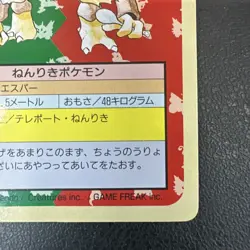 ねんりきポケモン
エスパー
.5メートル おもさ／48キログラム
／テレポート・ねんりき
をあまりこのまず、ちょうのうりょ
にあやつってあいてをたおす。
Creatures inc. GAME FREAK inc.